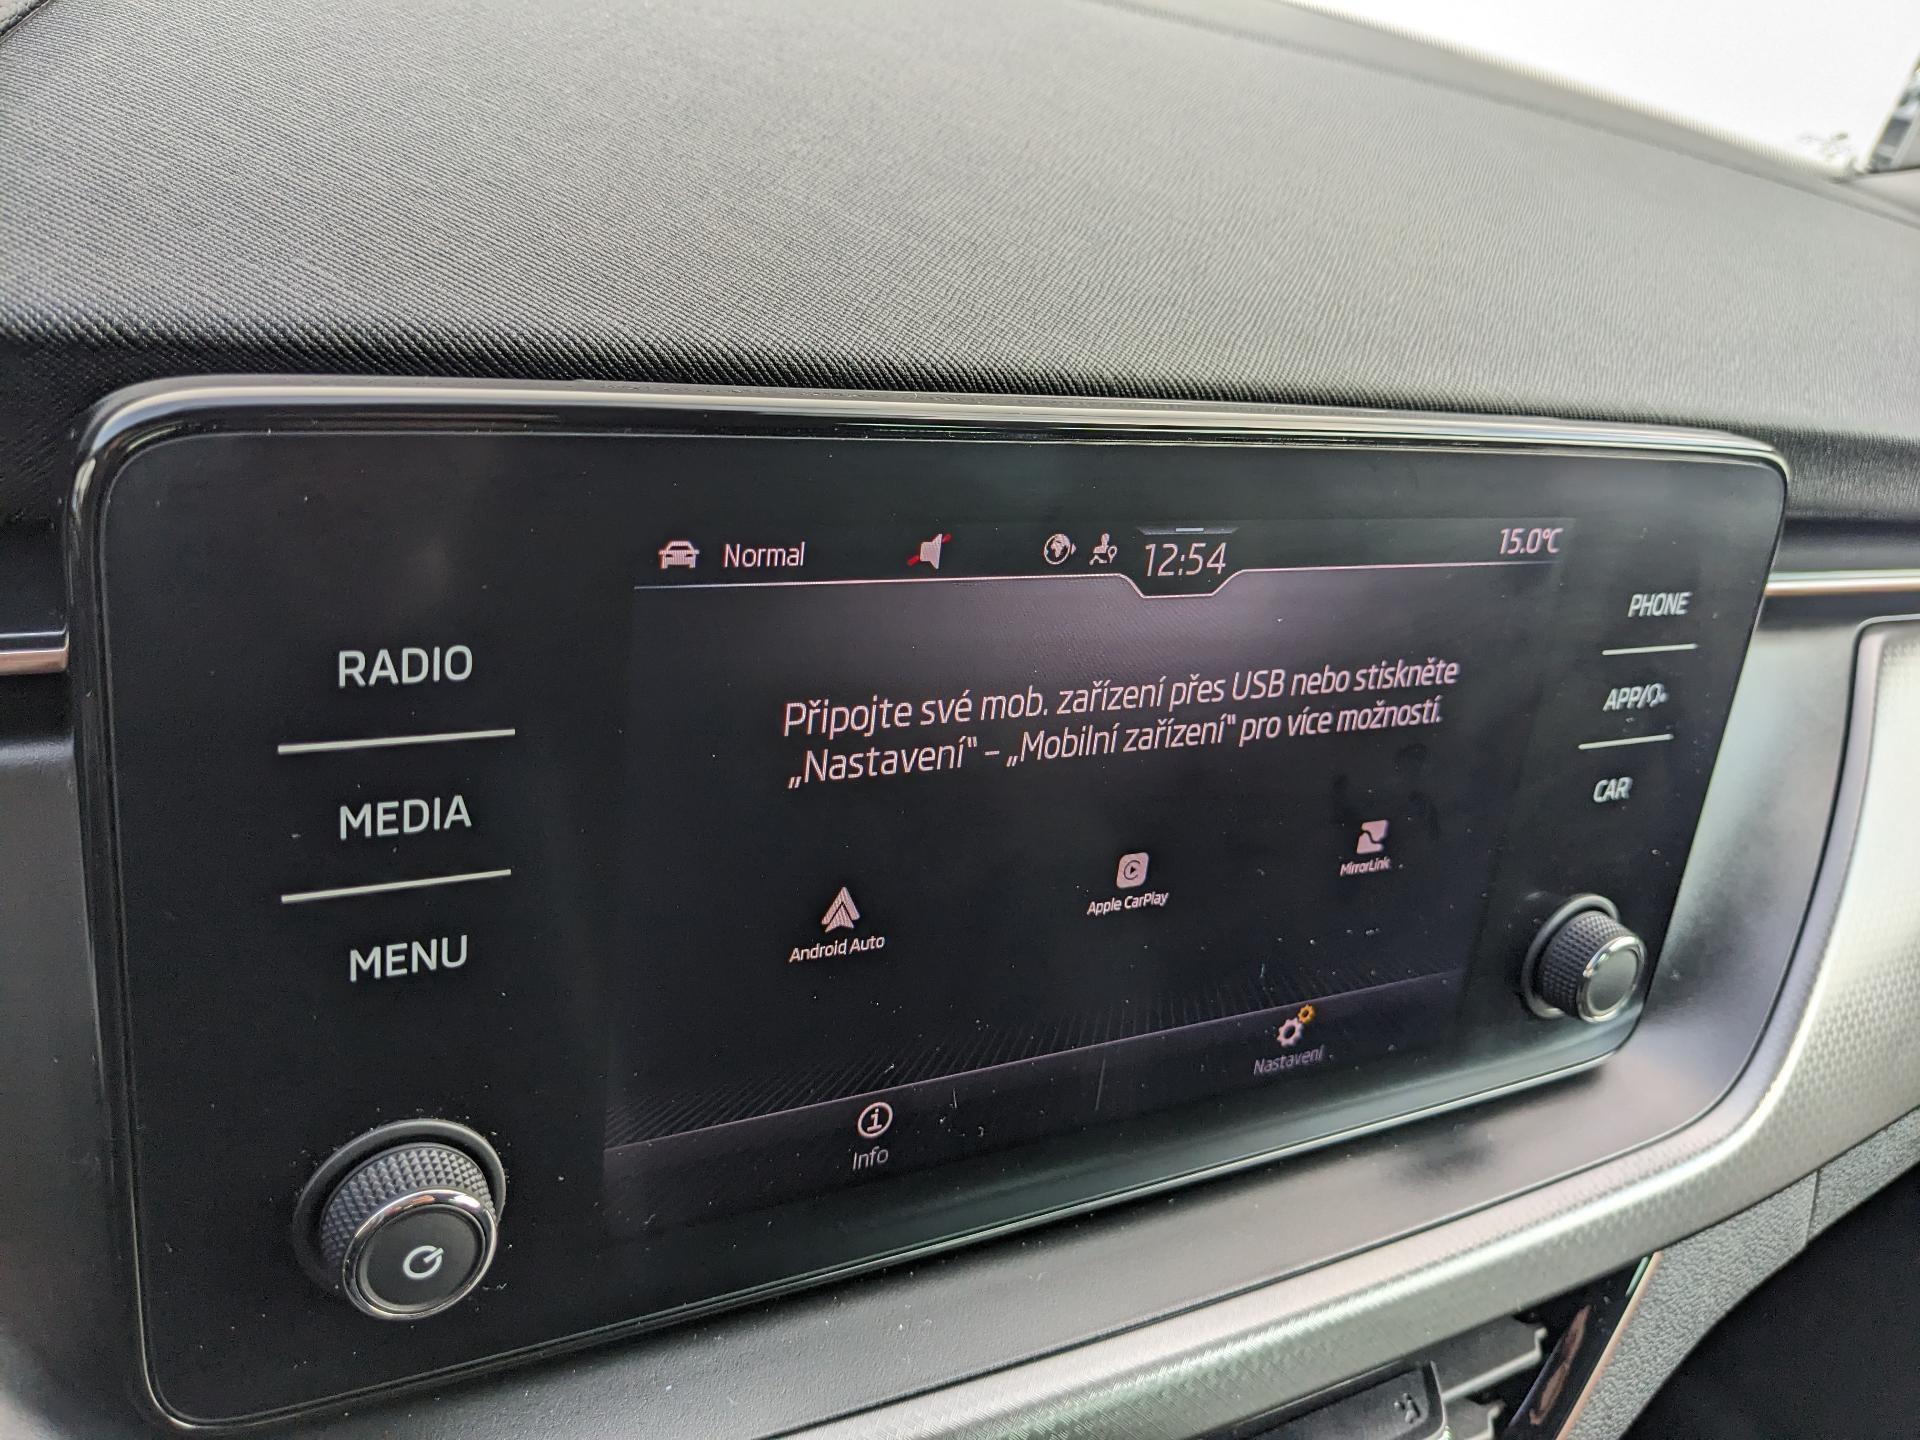 Normal
12:54
15.0°C
RADIO
MEDIA
MENU
Připojte své mob. zařízení přes USB nebo stiskněte
„Nastavení“ – „Mobilní zařízení“ pro více možností.
Android Auto
Apple CarPlay
MirrorLink
Info
Nastavení
PHONE
APP/
CAR